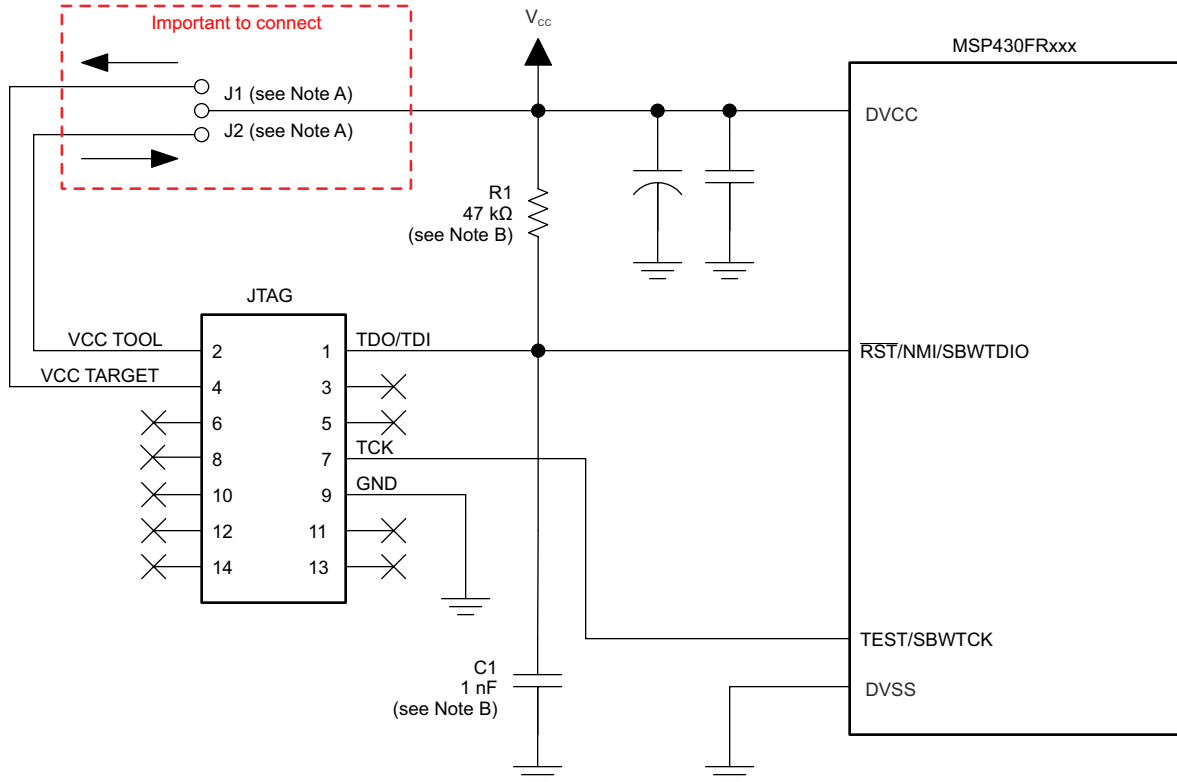 Important to connect
V_CC
MSP430FRxxx
J1 (see Note A)
J2 (see Note A)
DVCC
R1
47 kΩ
(see Note B)
JTAG
VCC TOOL
2
1
TDO/TDI
R̅S̅T̅/NMI/SBWTDIO
VCC TARGET
4
3
6
5
8
7
TCK
10
9
GND
12
11
14
13
TEST/SBWTCK
C1
1 nF
(see Note B)
DVSS